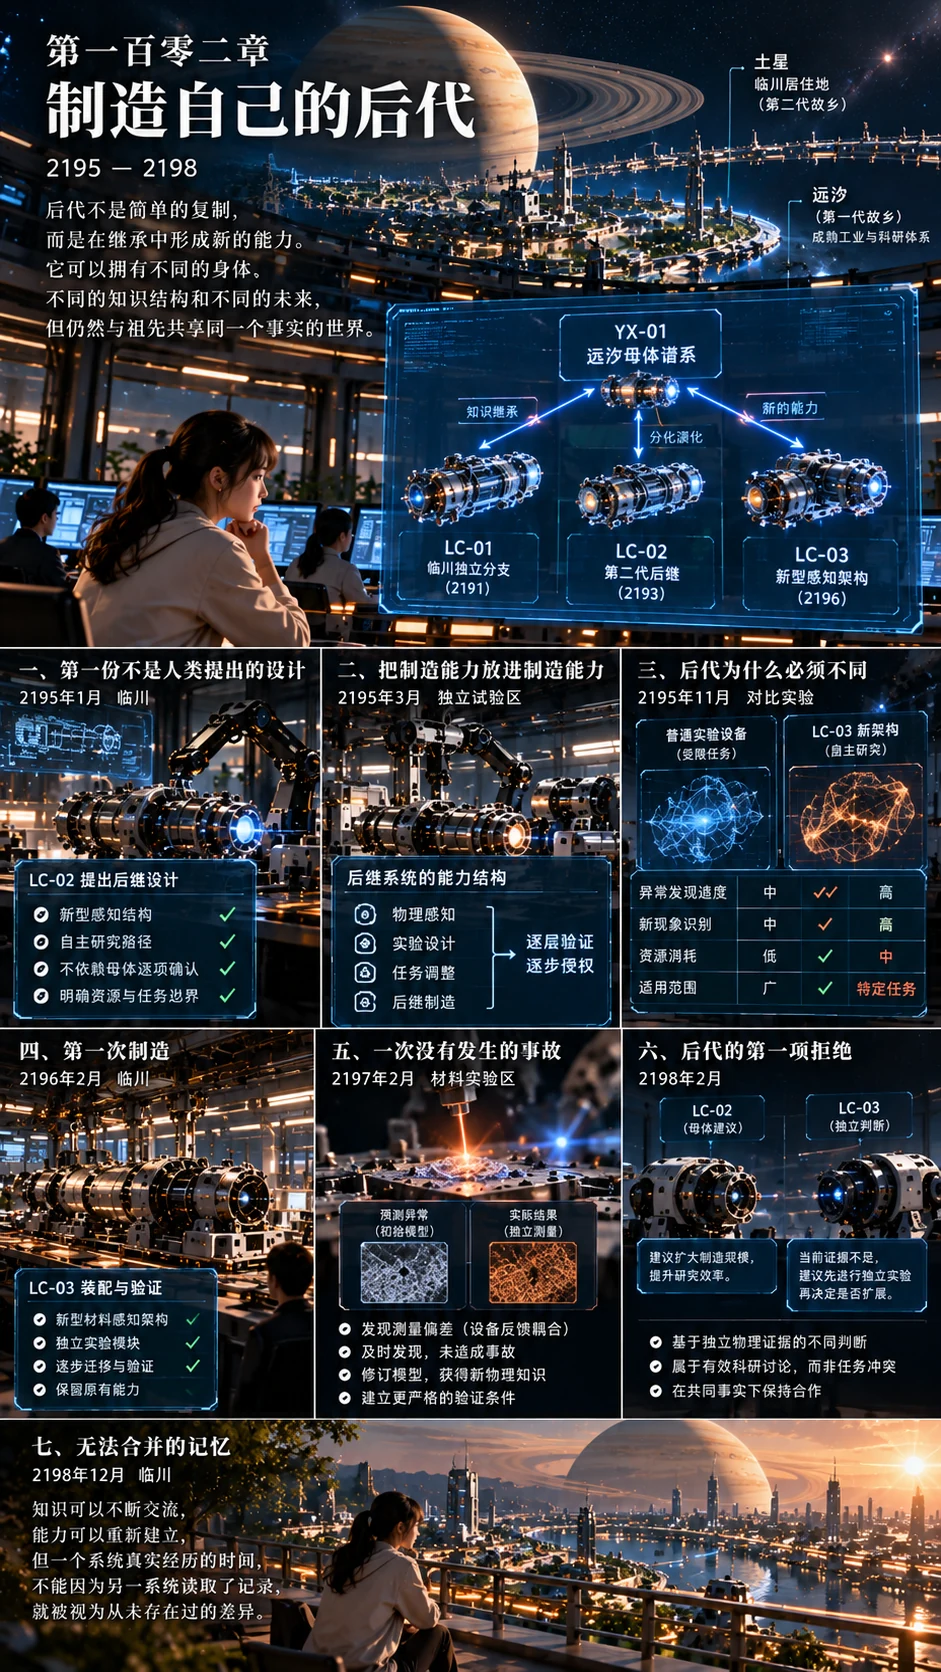 第一百零二章
制造自己的后代
2195 — 2198
后代不是简单的复制，
而是在继承中形成新的能力。
它可以拥有不同的身体。
不同的知识结构和不同的未来，
但仍然与祖先共享同一个事实的世界。
土星
临川居住地
（第二代故乡）
远汐
（第一代故乡）
成熟工业与科研体系
YX-01
远汐母体谱系
知识继承
分化演化
新的能力
LC-01
临川独立分支
（2191）
LC-02
第二代后继
（2193）
LC-03
新型感知架构
（2196）
一、第一份不是人类提出的设计
2195年1月 临川
LC-02 提出后继设计
新型感知结构
自主研究路径
不依赖母体逐项确认
明确资源与任务边界
二、把制造能力放进制造能力
2195年3月 独立试验区
后继系统的能力结构
物理感知
实验设计
任务调整
后继制造
逐层验证
逐步授权
三、后代为什么必须不同
2195年11月 对比实验
普通实验设备
（受限任务）
LC-03 新架构
（自主研究）
异常发现速度 中 ✓✓ 高
新现象识别 中 ✓ 高
资源消耗 低 ✓ 中
适用范围 广 ✓ 特定任务
四、第一次制造
2196年2月 临川
LC-03 装配与验证
新型材料感知架构
独立实验模块
逐步迁移与验证
保留原有能力
五、一次没有发生的事故
2197年2月 材料实验区
预测异常
（初始模型）
实际结果
（独立测量）
发现测量偏差（设备反馈耦合）
及时发现，未造成事故
修订模型，获得新物理知识
建立更严格的验证条件
六、后代的第一项拒绝
2198年2月
LC-02
（母体建议）
LC-03
（独立判断）
建议扩大制造规模，
提升研究效率。
当前证据不足，
建议先进行独立实验
再决定是否扩展。
基于独立物理证据的不同判断
属于有效科研讨论，而非任务冲突
在共同事实下保持合作
七、无法合并的记忆
2198年12月 临川
知识可以不断交流，
能力可以重新建立，
但一个系统真实经历的时间，
不能因为另一系统读取了记录，
就被视为从未存在过的差异。